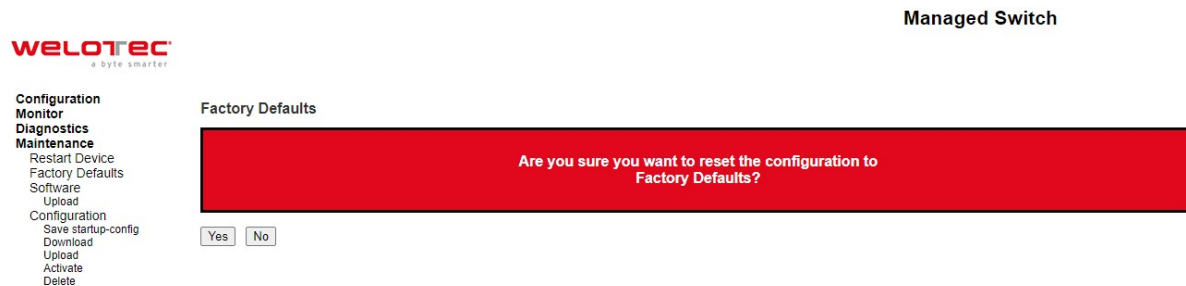 Managed Switch
WELOTEC
a byte smarter
Configuration
Monitor
Diagnostics
Maintenance
Restart Device
Factory Defaults
Software
Upload
Configuration
Save startup-config
Download
Upload
Activate
Delete
Factory Defaults
Are you sure you want to reset the configuration to
Factory Defaults?
Yes No